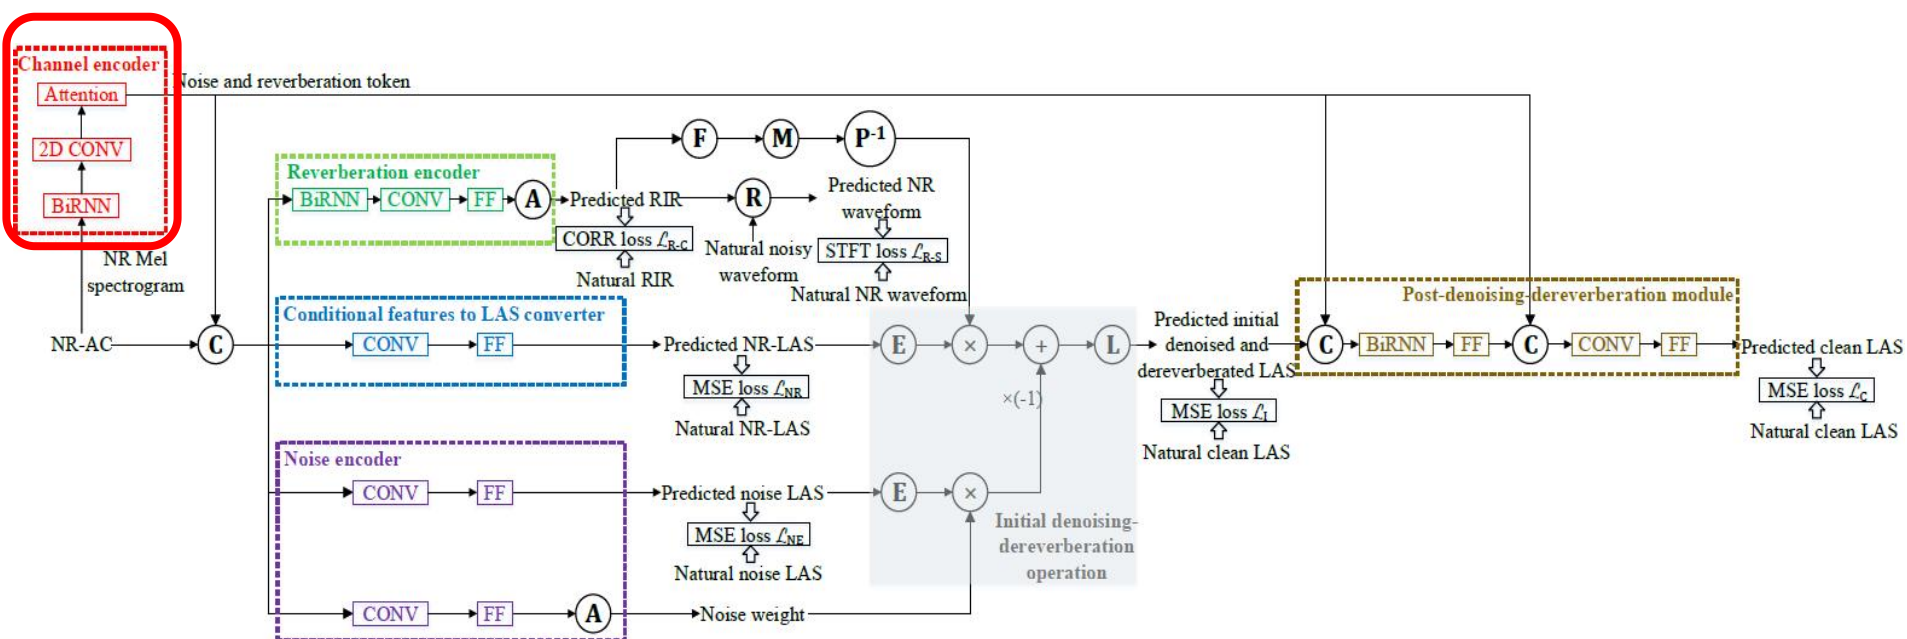 Channel encoder
Attention
2D CONV
BiRNN
NR Mel
spectrogram
NR-AC
C
Noise and reverberation token
Reverberation encoder
BiRNN
CONV
FF
A
Predicted RIR
CORR loss ℒR-C
Natural RIR
F
M
P-1
R
Natural noisy
waveform
Predicted NR
waveform
STFT loss ℒR-S
Natural NR waveform
Conditional features to LAS converter
CONV
FF
Predicted NR-LAS
MSE loss ℒNR
Natural NR-LAS
Noise encoder
CONV
FF
Predicted noise LAS
MSE loss ℒNE
Natural noise LAS
CONV
FF
A
Noise weight
E
×
+
L
×(-1)
E
×
Initial denoising-
dereverberation
operation
Predicted initial
denoised and
dereverberated LAS
MSE loss ℒI
Natural clean LAS
Post-denoising-dereverberation module
C
BiRNN
FF
C
CONV
FF
Predicted clean LAS
MSE loss ℒC
Natural clean LAS